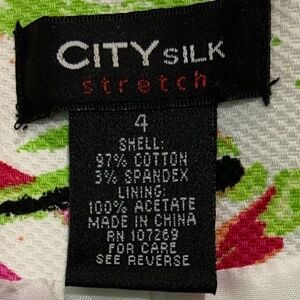 CITY SILK
stretch
4
SHELL:
97% COTTON
3% SPANDEX
LINING:
100% ACETATE
MADE IN CHINA
RN 107269
FOR CARE
SEE REVERSE